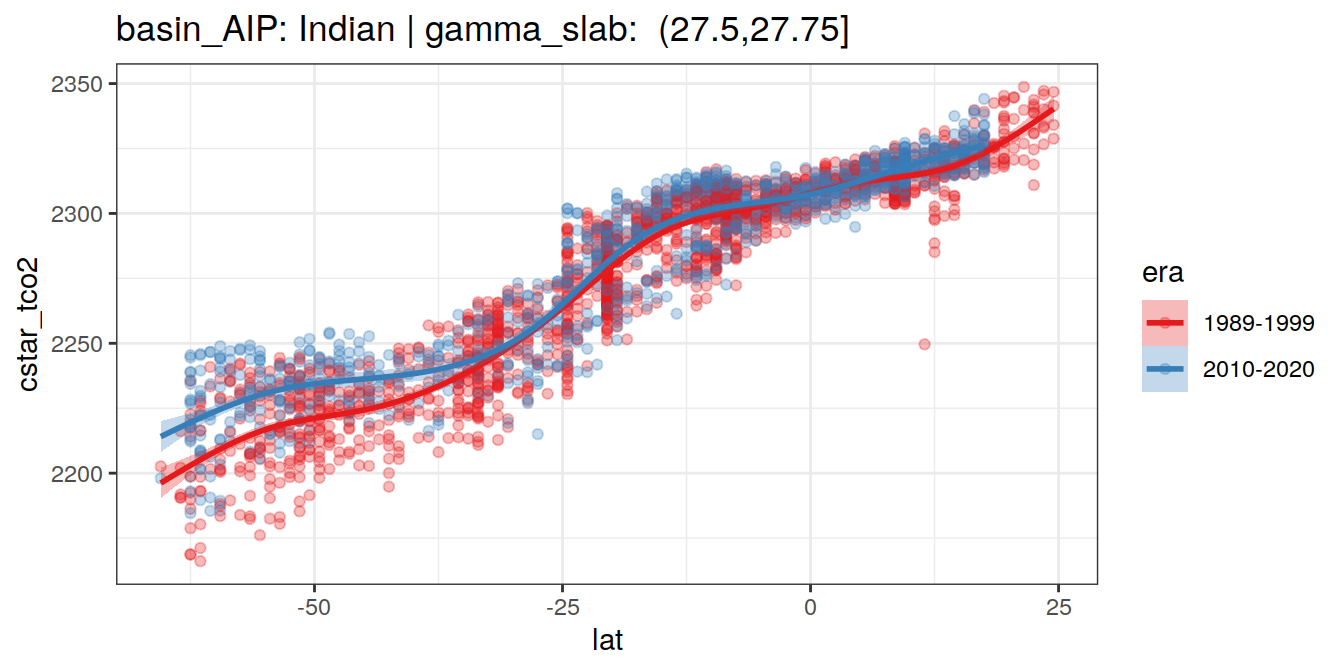 basin_AIP: Indian | gamma_slab:  (27.5,27.75]
2350
2300
2250
2200
cstar_tco2
-50
-25
0
25
lat
era
1989-1999
2010-2020